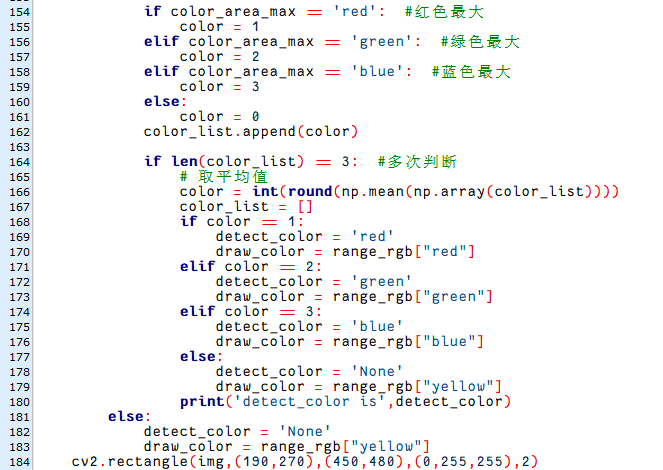 154 if color_area_max == 'red': #红色最大
155 color = 1
156 elif color_area_max == 'green': #绿色最大
157 color = 2
158 elif color_area_max == 'blue': #蓝色最大
159 color = 3
160 else:
161 color = 0
162 color_list.append(color)
163
164 if len(color_list) == 3: #多次判断
165 # 取平均值
166 color = int(round(np.mean(np.array(color_list))))
167 color_list = []
168 if color == 1:
169 detect_color = 'red'
170 draw_color = range_rgb["red"]
171 elif color == 2:
172 detect_color = 'green'
173 draw_color = range_rgb["green"]
174 elif color == 3:
175 detect_color = 'blue'
176 draw_color = range_rgb["blue"]
177 else:
178 detect_color = 'None'
179 draw_color = range_rgb["yellow"]
180 print('detect_color is',detect_color)
181 else:
182 detect_color = 'None'
183 draw_color = range_rgb["yellow"]
184 cv2.rectangle(img,(190,270),(450,480),(0,255,255),2)